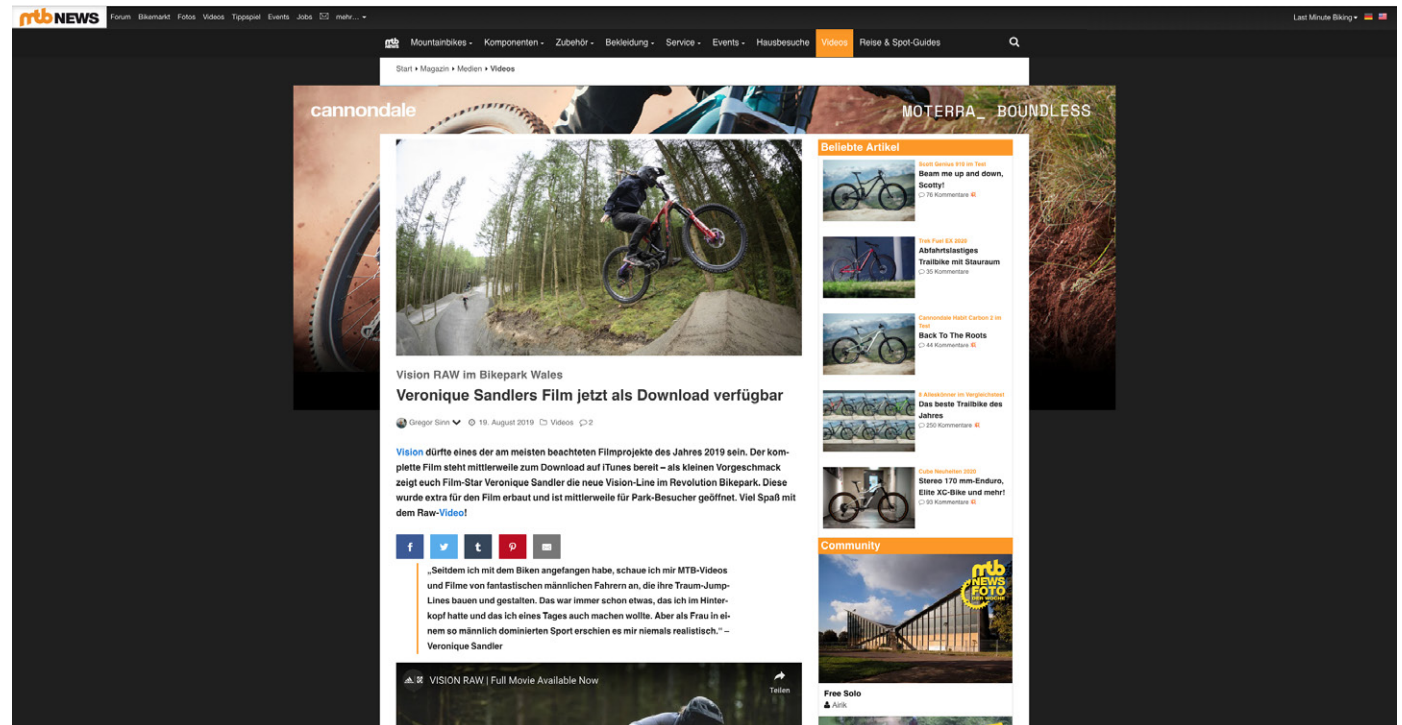 mtb NEWS Forum Bikemarkt Fotos Videos Tippspiel Events Jobs mehr...
Last Minute Biking
mtb Mountainbikes Komponenten Zubehör Bekleidung Service Events Hausbesuche Videos Reise & Spot-Guides
Start Magazin Medien Videos
cannondale
MOTERRA_ BOUNDLESS
Vision RAW im Bikepark Wales
Veronique Sandlers Film jetzt als Download verfügbar
Gregor Sinn 19. August 2019 Videos 2
Vision dürfte eines der am meisten beachteten Filmprojekte des Jahres 2019 sein. Der kom-
plette Film steht mittlerweile zum Download auf iTunes bereit – als kleinen Vorgeschmack
zeigt euch Film-Star Veronique Sandler die neue Vision-Line im Revolution Bikepark. Diese
wurde extra für den Film erbaut und ist mittlerweile für Park-Besucher geöffnet. Viel Spaß mit
dem Raw-Video!
„Seitdem ich mit dem Biken angefangen habe, schaue ich mir MTB-Videos
und Filme von fantastischen männlichen Fahrern an, die ihre Traum-Jump-
Lines bauen und gestalten. Das war immer schon etwas, das ich im Hinter-
kopf hatte und das ich eines Tages auch machen wollte. Aber als Frau in ei-
nem so männlich dominierten Sport erschien es mir niemals realistisch.“ –
Veronique Sandler
VISION RAW | Full Movie Available Now
Teilen
Beliebte Artikel
Scott Genius 910 im Test
Beam me up and down,
Scotty!
76 Kommentare
Trek Fuel EX 2020
Abfahrtslastiges
Trailbike mit Stauraum
35 Kommentare
Cannondale Habit Carbon 2 im
Test
Back To The Roots
44 Kommentare
8 Alleskönner im Vergleichstest
Das beste Trailbike des
Jahres
250 Kommentare
Cube Neuheiten 2020
Stereo 170 mm-Enduro,
Elite XC-Bike und mehr!
93 Kommentare
Community
mtb
NEWS
FOTO
DER WOCHE
Free Solo
Airik